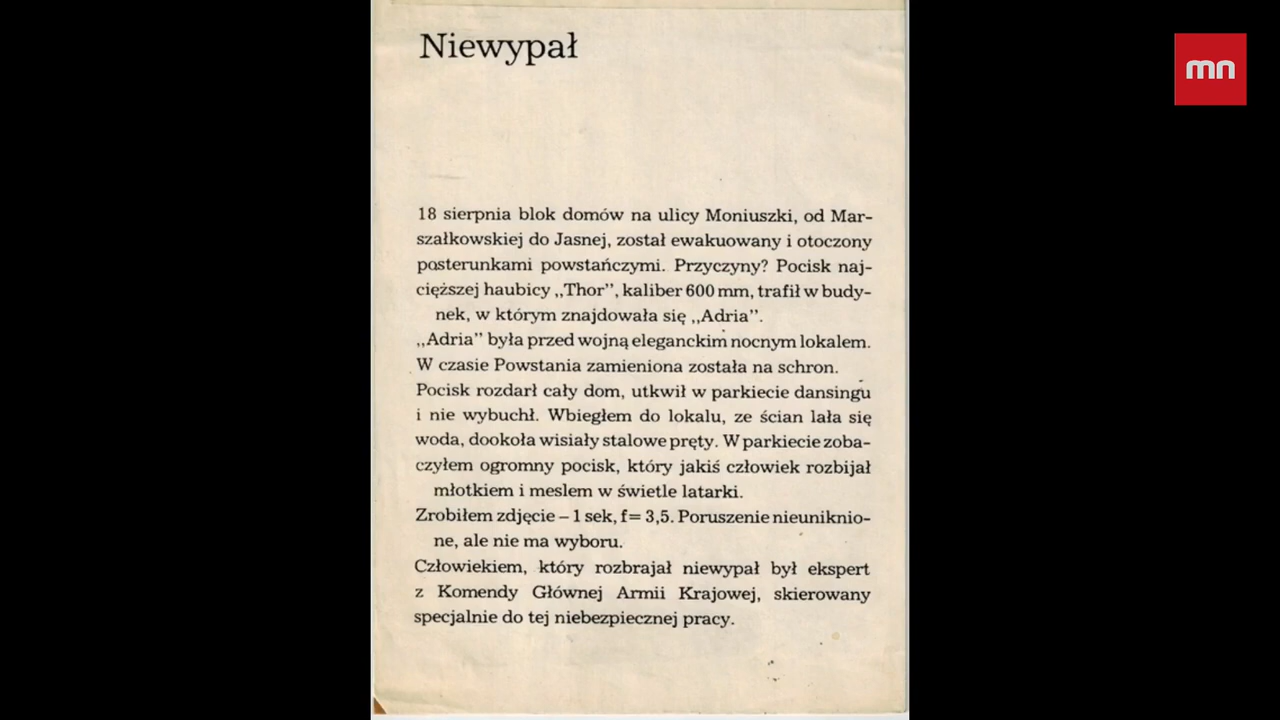 Niewypał
mn
18 sierpnia blok domów na ulicy Moniuszki, od Mar-
szałkowskiej do Jasnej, został ewakuowany i otoczony
posterunkami powstańczymi. Przyczyny? Pocisk naj-
cięższej haubicy „Thor”, kaliber 600 mm, trafił w budy-
nek, w którym znajdowała się „Adria”.
„Adria” była przed wojną eleganckim nocnym lokalem.
W czasie Powstania zamieniona została na schron.
Pocisk rozdarł cały dom, utkwił w parkiecie dansingu
i nie wybuchł. Wbiegłem do lokalu, ze ścian lała się
woda, dookoła wisiały stalowe pręty. W parkiecie zoba-
czyłem ogromny pocisk, który jakiś człowiek rozbijał
młotkiem i meslem w świetle latarki.
Zrobiłem zdjęcie – 1 sek, f= 3,5. Poruszenie nieuniknio-
ne, ale nie ma wyboru.
Człowiekiem, który rozbrajał niewypał był ekspert
z Komendy Głównej Armii Krajowej, skierowany
specjalnie do tej niebezpiecznej pracy.